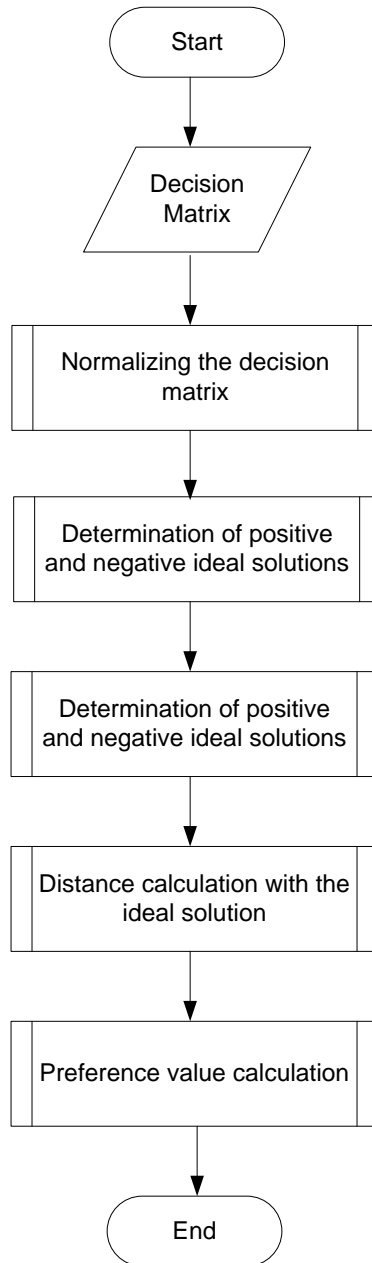 Start
Decision
Matrix
Normalizing the decision
matrix
Determination of positive
and negative ideal solutions
Determination of positive
and negative ideal solutions
Distance calculation with the
ideal solution
Preference value calculation
End